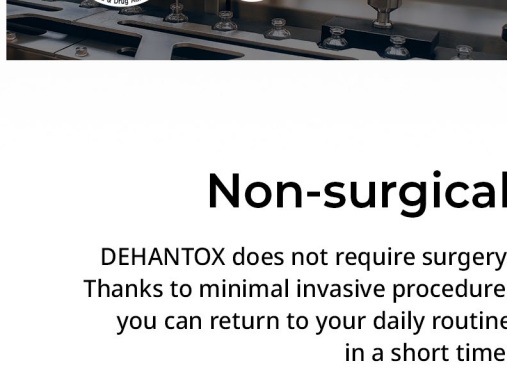 Non-surgical
DEHANTOX does not require surgery
Thanks to minimal invasive procedure
you can return to your daily routine
in a short time